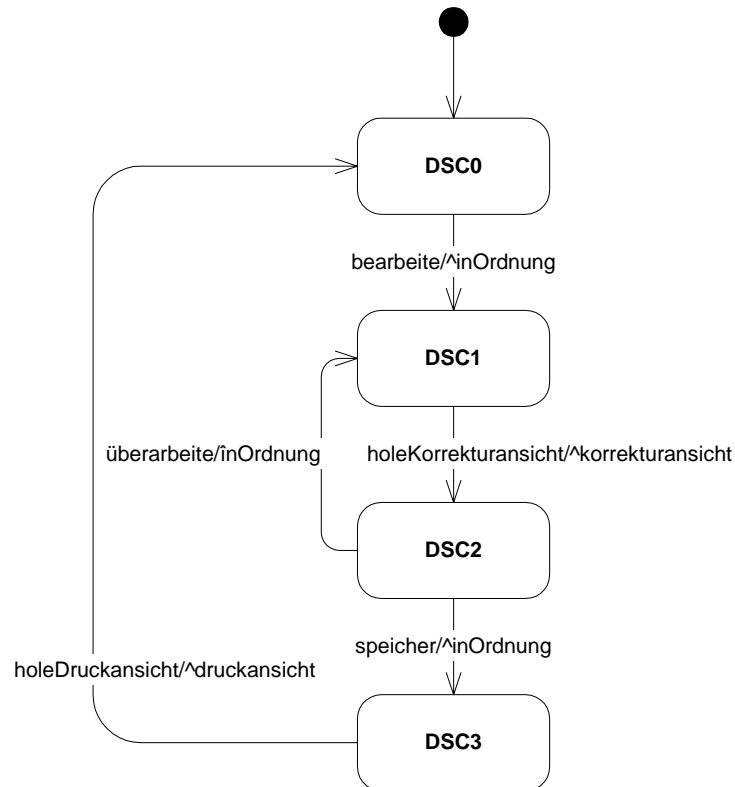 DSC0
bearbeite/^inOrdnung
DSC1
überarbeite/înOrdnung
holeKorrekturansicht/^korrekturansicht
DSC2
speicher/^inOrdnung
holeDruckansicht/^druckansicht
DSC3